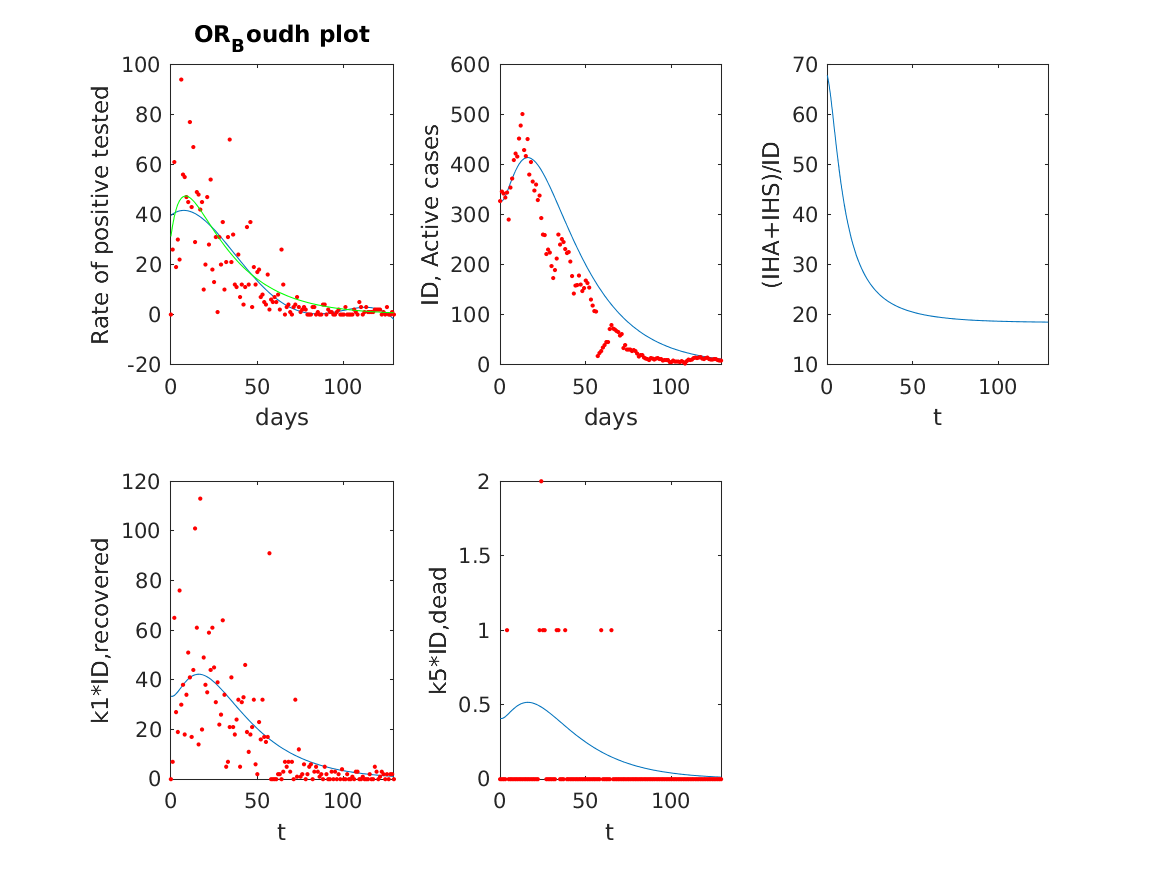 OR_Boudh plot
100
80
60
40
20
0
-20
Rate of positive tested
0 50 100
days
600
500
400
300
200
100
0
ID, Active cases
0 50 100
days
70
60
50
40
30
20
10
(IHA+IHS)/ID
0 50 100
t
120
100
80
60
40
20
0
k1*ID,recovered
0 50 100
t
2
1.5
1
0.5
0
k5*ID,dead
0 50 100
t